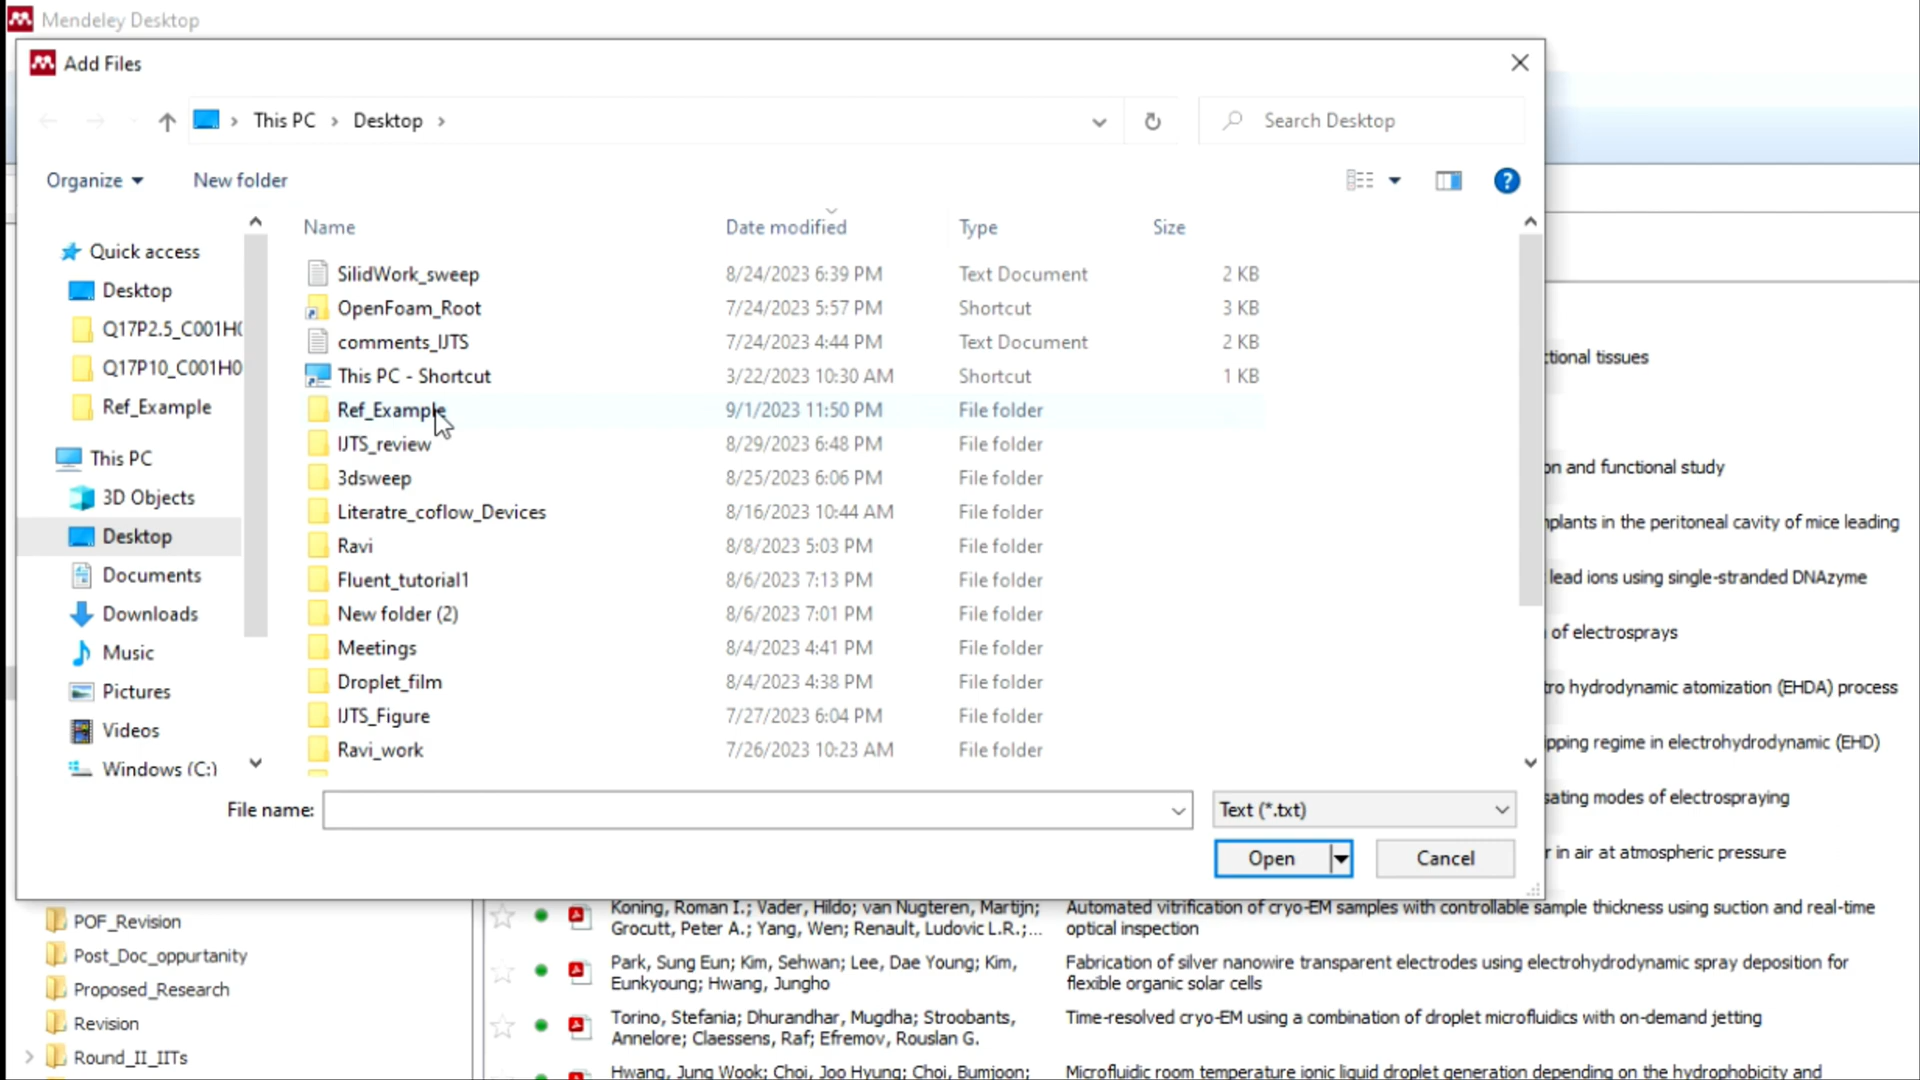 Mendeley Desktop
Add Files
This PC
Desktop
Search Desktop
Organize
New folder
?
Quick access
Desktop
Q17P2.5_C001H
Q17P10_C001H0
Ref_Example
This PC
3D Objects
Desktop
Documents
Downloads
Music
Pictures
Videos
Windows (C:)
Name Date modified Type Size
SilidWork_sweep 8/24/2023 6:39 PM Text Document 2 KB
OpenFoam_Root 7/24/2023 5:57 PM Shortcut 3 KB
comments_IJTS 7/24/2023 4:44 PM Text Document 2 KB
This PC - Shortcut 3/22/2023 10:30 AM Shortcut 1 KB
Ref_Example 9/1/2023 11:50 PM File folder
IJTS_review 8/29/2023 6:48 PM File folder
3dsweep 8/25/2023 6:06 PM File folder
Literatre_coflow_Devices 8/16/2023 10:44 AM File folder
Ravi 8/8/2023 5:03 PM File folder
Fluent_tutorial1 8/6/2023 7:13 PM File folder
New folder (2) 8/6/2023 7:01 PM File folder
Meetings 8/4/2023 4:41 PM File folder
Droplet_film 8/4/2023 4:38 PM File folder
IJTS_Figure 7/27/2023 6:04 PM File folder
Ravi_work 7/26/2023 10:23 AM File folder
File name:
Text (*.txt)
Open
Cancel
ctional tissues
on and functional study
plants in the peritoneal cavity of mice leading
lead ions using single-stranded DNAzyme
of electrosprays
tro hydrodynamic atomization (EHDA) process
pping regime in electrohydrodynamic (EHD)
sating modes of electrospraying
r in air at atmospheric pressure
POF_Revision
Post_Doc_oppurtanity
Proposed_Research
Revision
Round_II_IITs
Koning, Roman I.; Vader, Hildo; van Nugteren, Martijn;
Grocutt, Peter A.; Yang, Wen; Renault, Ludovic L.R.;...
Automated vitrification of cryo-EM samples with controllable sample thickness using suction and real-time
optical inspection
Park, Sung Eun; Kim, Sehwan; Lee, Dae Young; Kim,
Eunkyoung; Hwang, Jungho
Fabrication of silver nanowire transparent electrodes using electrohydrodynamic spray deposition for
flexible organic solar cells
Torino, Stefania; Dhurandhar, Mugdha; Stroobants,
Annelore; Claessens, Raf; Efremov, Rouslan G.
Time-resolved cryo-EM using a combination of droplet microfluidics with on-demand jetting
Hwang, Jung Wook; Choi, Joo Hyung; Choi, Bumjoon;
Microfluidic room temperature ionic liquid droplet generation depending on the hydrophobicity and